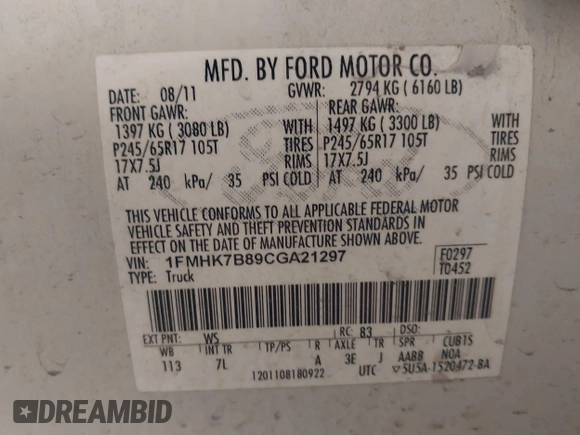 MFD. BY FORD MOTOR CO.
DATE: 08/11 GVWR: 2794 KG ( 6160 LB)
FRONT GAWR: REAR GAWR:
1397 KG ( 3080 LB) WITH 1497 KG ( 3300 LB) WITH
P245/65R17 105T TIRES P245/65R17 105T TIRES
17X7.5J RIMS 17X7.5J RIMS
AT 240 kPa/ 35 PSI COLD AT 240 kPa/ 35 PSI COLD
THIS VEHICLE CONFORMS TO ALL APPLICABLE FEDERAL MOTOR
VEHICLE SAFETY AND THEFT PREVENTION STANDARDS IN
EFFECT ON THE DATE OF MANUFACTURE SHOWN ABOVE.
VIN: 1FMHK7B89CGA21297 F0297
TYPE: Truck T0452
EXT PNT: WS RC: 83 DSO:
WB INT TR TP/PS R AXLE TR SPR CUB1S
113 7L A 3E J AABB NOA
1201108180922 UTC ▽5U5A-1520472-BA
DREAMBID